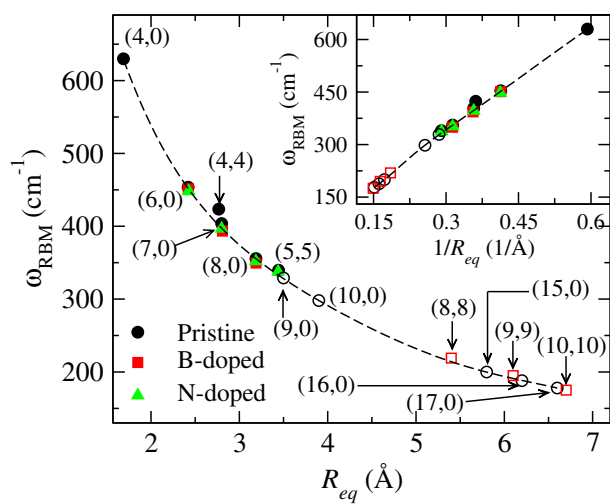 (4,0)
600
500
400
300
200
ω_RBM (cm⁻¹)
(6,0)
(4,4)
(7,0)
(8,0)
(5,5)
(9,0)
(10,0)
(8,8)
(15,0)
(9,9)
(10,10)
(16,0)
(17,0)
Pristine
B-doped
N-doped
2 3 4 5 6 7
R_eq (Å)
600
450
300
150
ω_RBM (cm⁻¹)
0.15 0.3 0.45 0.6
1/R_eq (1/Å)